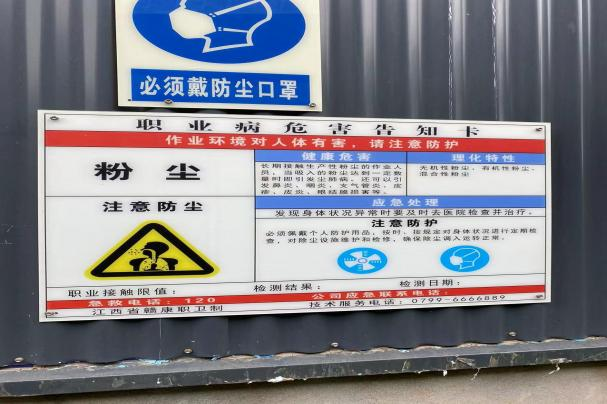 必须戴防尘口罩
职业病危害告知卡
作业环境对人体有害，请注意防护
粉尘
注意防尘
健康危害
长期接触生产性粉尘的作业人
员，当吸入的粉尘达到一定数
量时即引发尘肺病，还可以引
发鼻炎、咽炎、支气管炎、皮
疹、皮炎、眼结膜损害等。
理化特性
无机性粉尘、有机性粉尘、
混合性粉尘
应急处理
发现身体状况异常时要及时去医院检查并治疗。
注意防护
必须佩戴个人防护用品，按时、按规定对身体状况进行定期检
查，对除尘设施维护和检修，确保除尘调入运转正常。
职业接触限值：
检测结果：
检测日期：
急救电话：120
公司应急联系电话：
江西省赣康职卫制
技术服务电话：0799-6666889